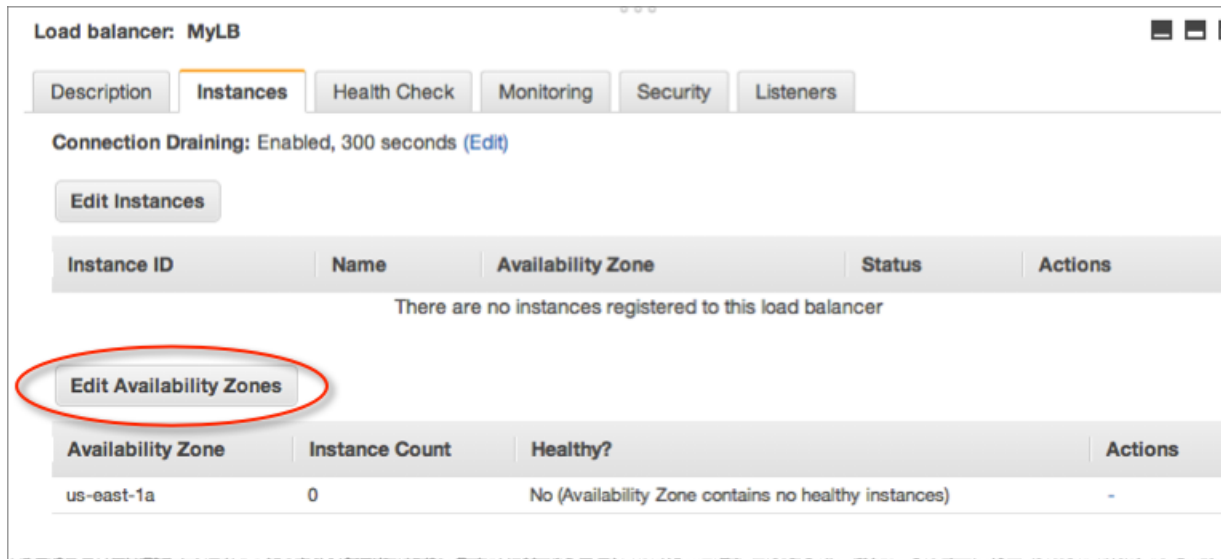 Load balancer: MyLB
Description Instances Health Check Monitoring Security Listeners
Connection Draining: Enabled, 300 seconds (Edit)
Edit Instances
Instance ID Name Availability Zone Status Actions
There are no instances registered to this load balancer
Edit Availability Zones
Availability Zone Instance Count Healthy? Actions
us-east-1a 0 No (Availability Zone contains no healthy instances) -